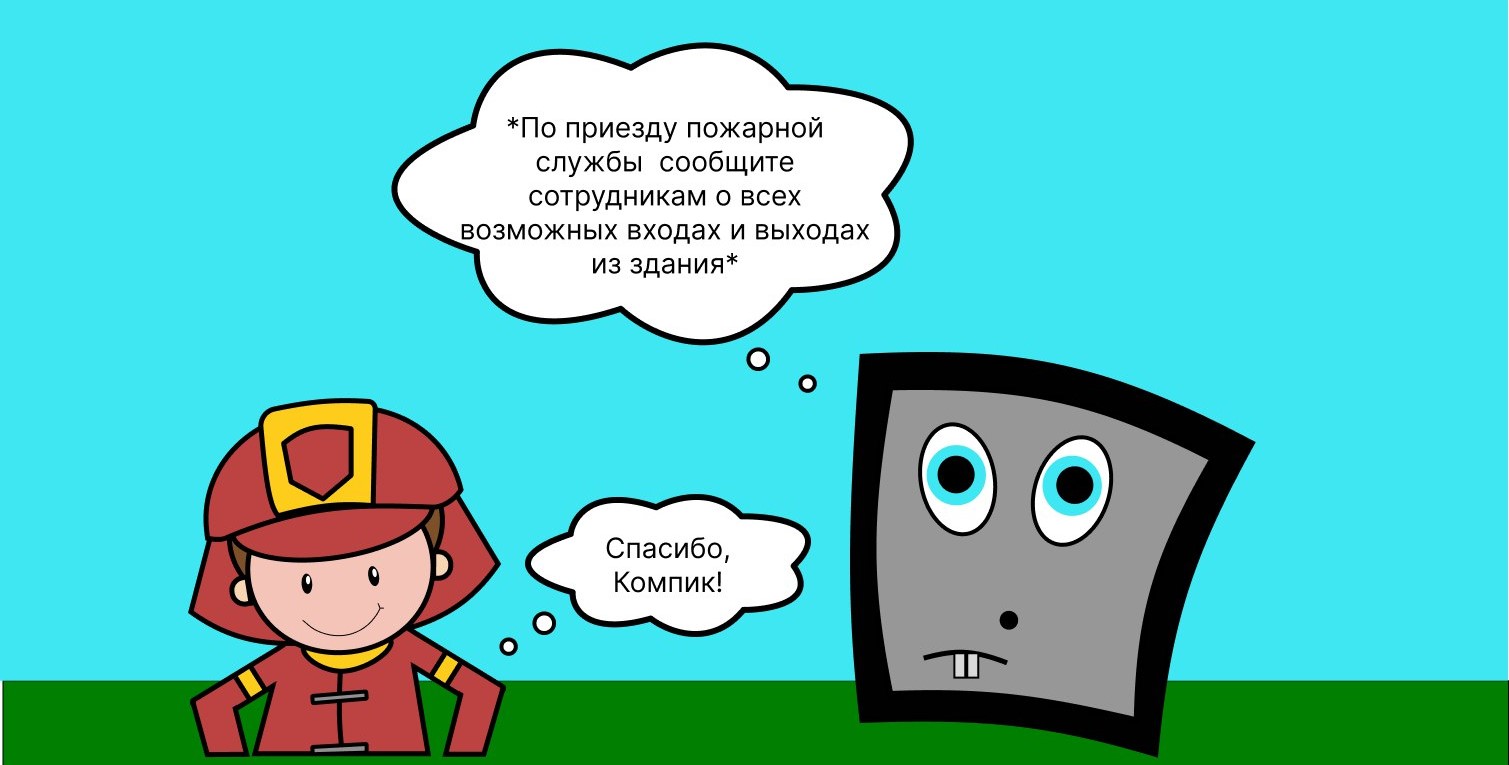 *По приезду пожарной
службы  сообщите
сотрудникам о всех
возможных входах и выходах
из здания*
Спасибо,
Компик!